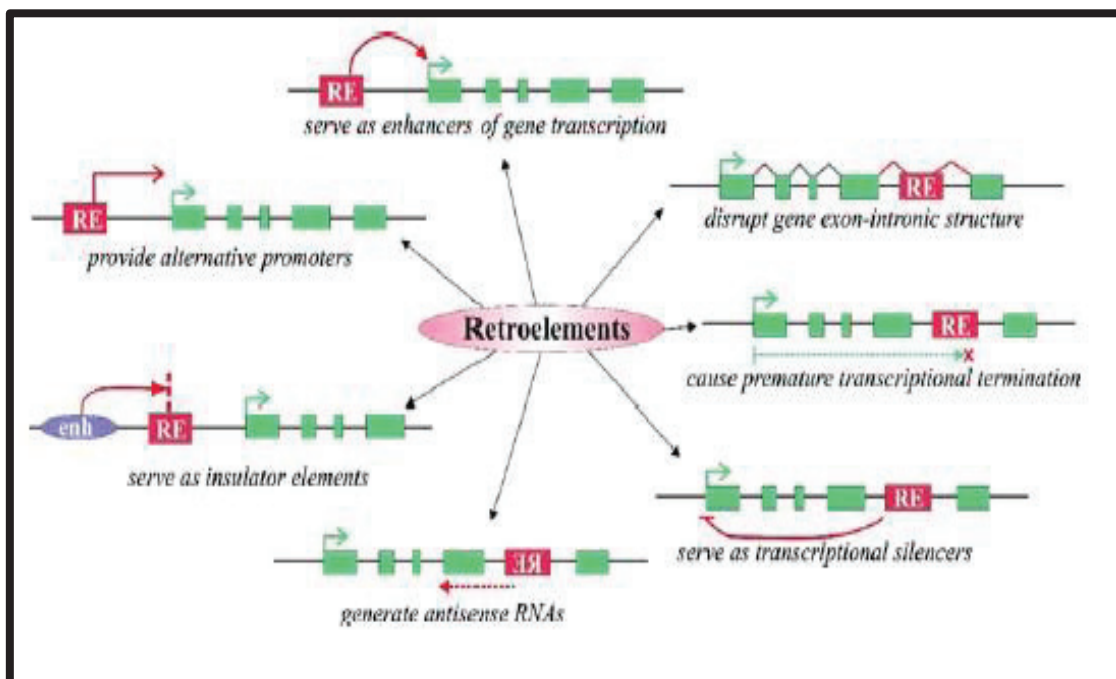 RE
serve as enhancers of gene transcription
RE
disrupt gene exon-intronic structure
RE
provide alternative promoters
Retroelements
RE
cause premature transcriptional termination
enh
RE
serve as insulator elements
RE
serve as transcriptional silencers
RE
generate antisense RNAs